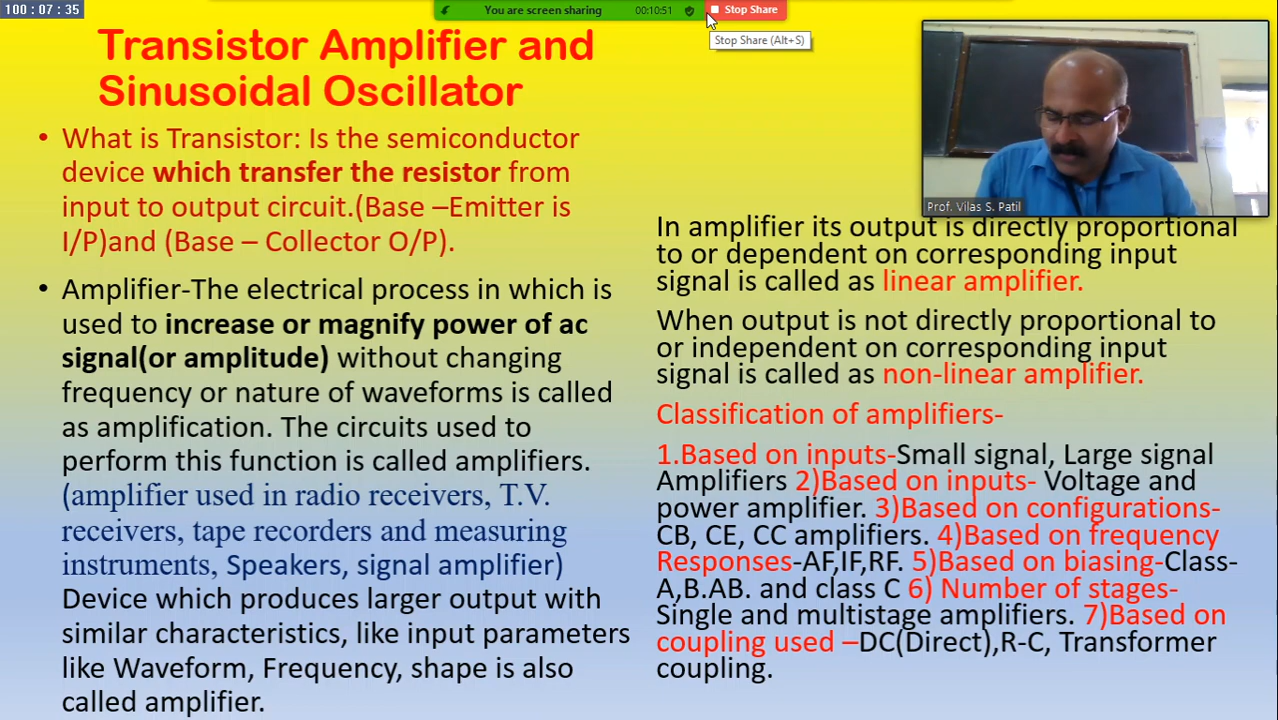 100 : 07 : 35
You are screen sharing
00:10:51
Stop Share
Stop Share (Alt+S)
Transistor Amplifier and
Sinusoidal Oscillator
• What is Transistor: Is the semiconductor
device which transfer the resistor from
input to output circuit.(Base –Emitter is
I/P)and (Base – Collector O/P).
• Amplifier-The electrical process in which is
used to increase or magnify power of ac
signal(or amplitude) without changing
frequency or nature of waveforms is called
as amplification. The circuits used to
perform this function is called amplifiers.
(amplifier used in radio receivers, T.V.
receivers, tape recorders and measuring
instruments, Speakers, signal amplifier)
Device which produces larger output with
similar characteristics, like input parameters
like Waveform, Frequency, shape is also
called amplifier.
Prof. Vilas S. Patil
In amplifier its output is directly proportional
to or dependent on corresponding input
signal is called as linear amplifier.
When output is not directly proportional to
or independent on corresponding input
signal is called as non-linear amplifier.
Classification of amplifiers-
1.Based on inputs-Small signal, Large signal
Amplifiers 2)Based on inputs- Voltage and
power amplifier. 3)Based on configurations-
CB, CE, CC amplifiers. 4)Based on frequency
Responses-AF,IF,RF. 5)Based on biasing-Class-
A,B.AB. and class C 6) Number of stages-
Single and multistage amplifiers. 7)Based on
coupling used –DC(Direct),R-C, Transformer
coupling.